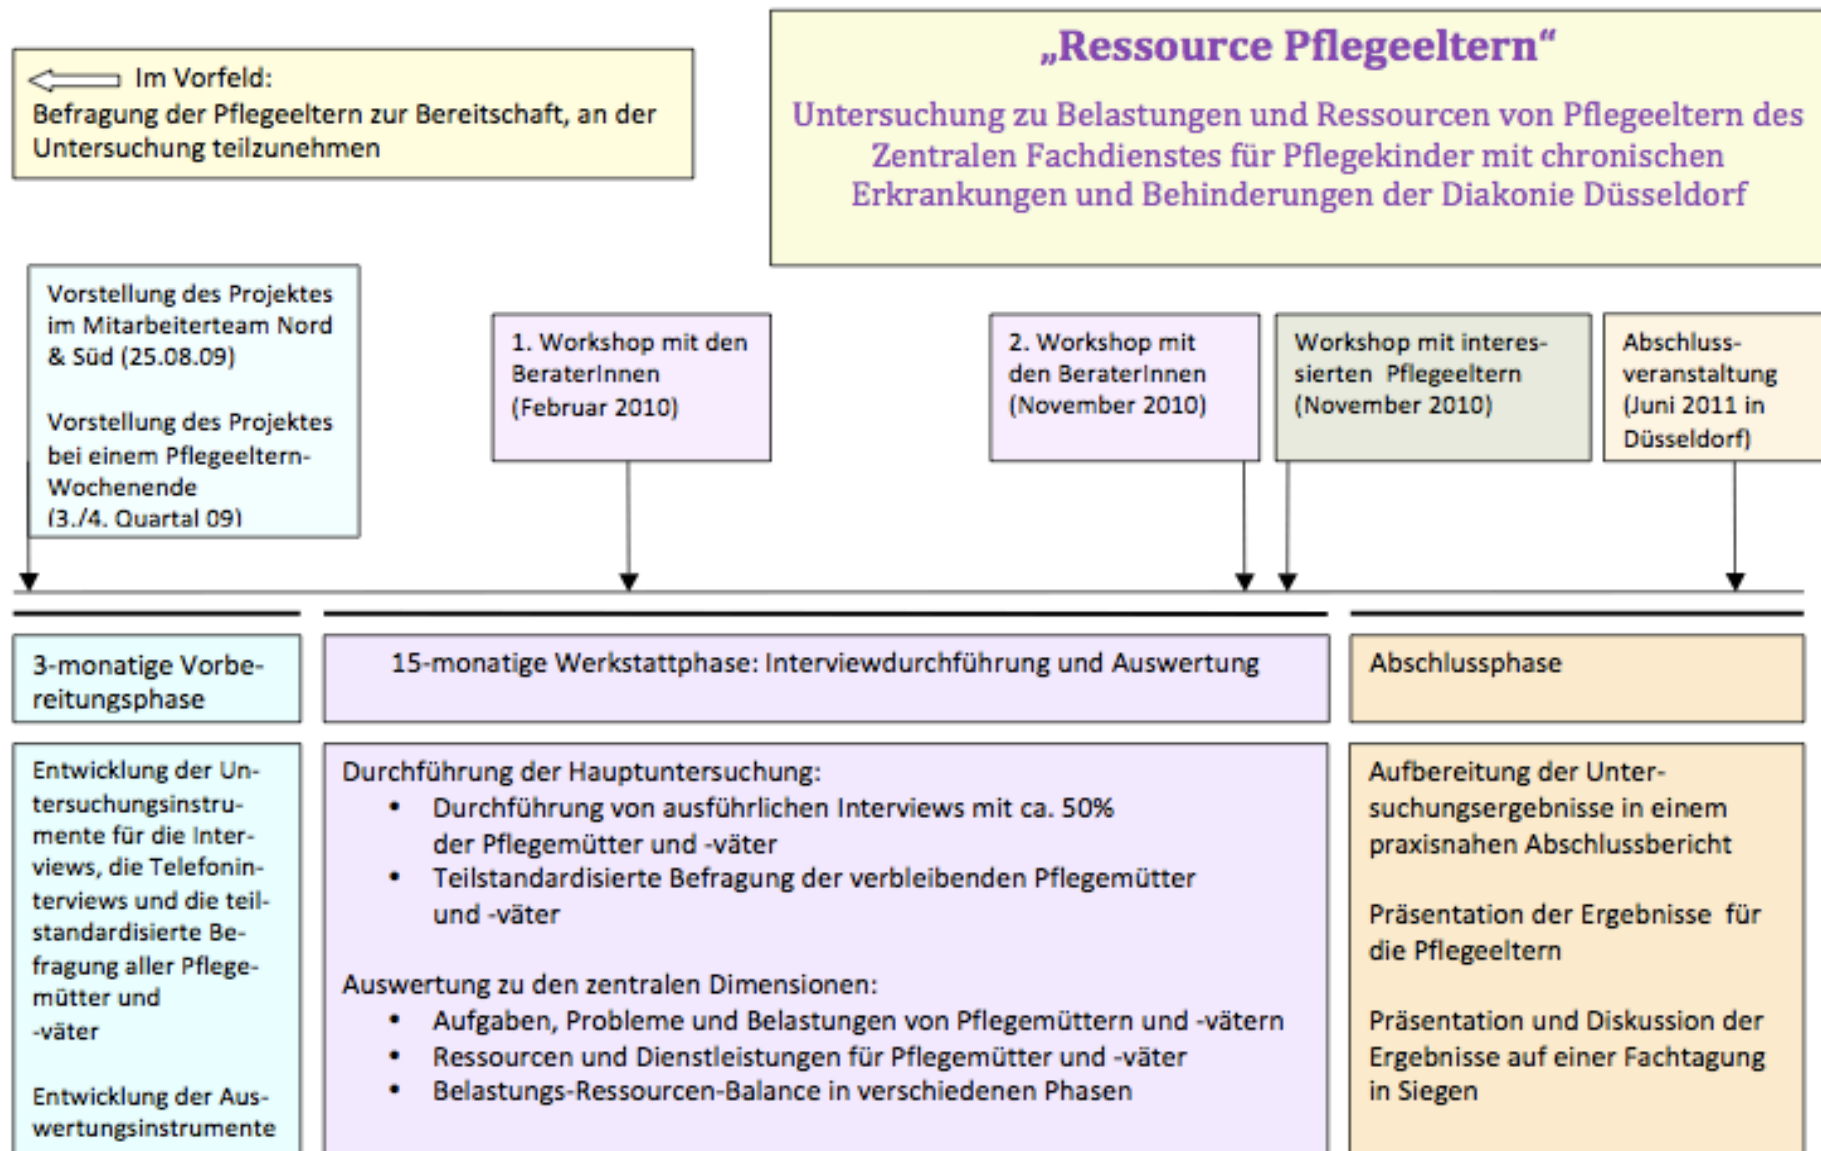 „Ressource Pflegeeltern“
Untersuchung zu Belastungen und Ressourcen von Pflegeeltern des
Zentralen Fachdienstes für Pflegekinder mit chronischen
Erkrankungen und Behinderungen der Diakonie Düsseldorf
Im Vorfeld:
Befragung der Pflegeeltern zur Bereitschaft, an der
Untersuchung teilzunehmen
Vorstellung des Projektes
im Mitarbeiterteam Nord
& Süd (25.08.09)
Vorstellung des Projektes
bei einem Pflegeeltern-
Wochenende
(3./4. Quartal 09)
1. Workshop mit den
BeraterInnen
(Februar 2010)
2. Workshop mit
den BeraterInnen
(November 2010)
Workshop mit interes-
sierten Pflegeeltern
(November 2010)
Abschluss-
veranstaltung
(Juni 2011 in
Düsseldorf)
3-monatige Vorbe-
reitungsphase
15-monatige Werkstattphase: Interviewdurchführung und Auswertung
Abschlussphase
Entwicklung der Un-
tersuchungsinstru-
mente für die Inter-
views, die Telefonin-
terviews und die teil-
standardisierte Be-
fragung aller Pflege-
mütter und
-väter
Entwicklung der Aus-
wertungsinstrumente
Durchführung der Hauptuntersuchung:
• Durchführung von ausführlichen Interviews mit ca. 50%
der Pflegemütter und -väter
• Teilstandardisierte Befragung der verbleibenden Pflegemütter
und -väter
Auswertung zu den zentralen Dimensionen:
• Aufgaben, Probleme und Belastungen von Pflegemüttern und -vätern
• Ressourcen und Dienstleistungen für Pflegemütter und -väter
• Belastungs-Ressourcen-Balance in verschiedenen Phasen
Aufbereitung der Unter-
suchungsergebnisse in einem
praxisnahen Abschlussbericht
Präsentation der Ergebnisse für
die Pflegeeltern
Präsentation und Diskussion der
Ergebnisse auf einer Fachtagung
in Siegen